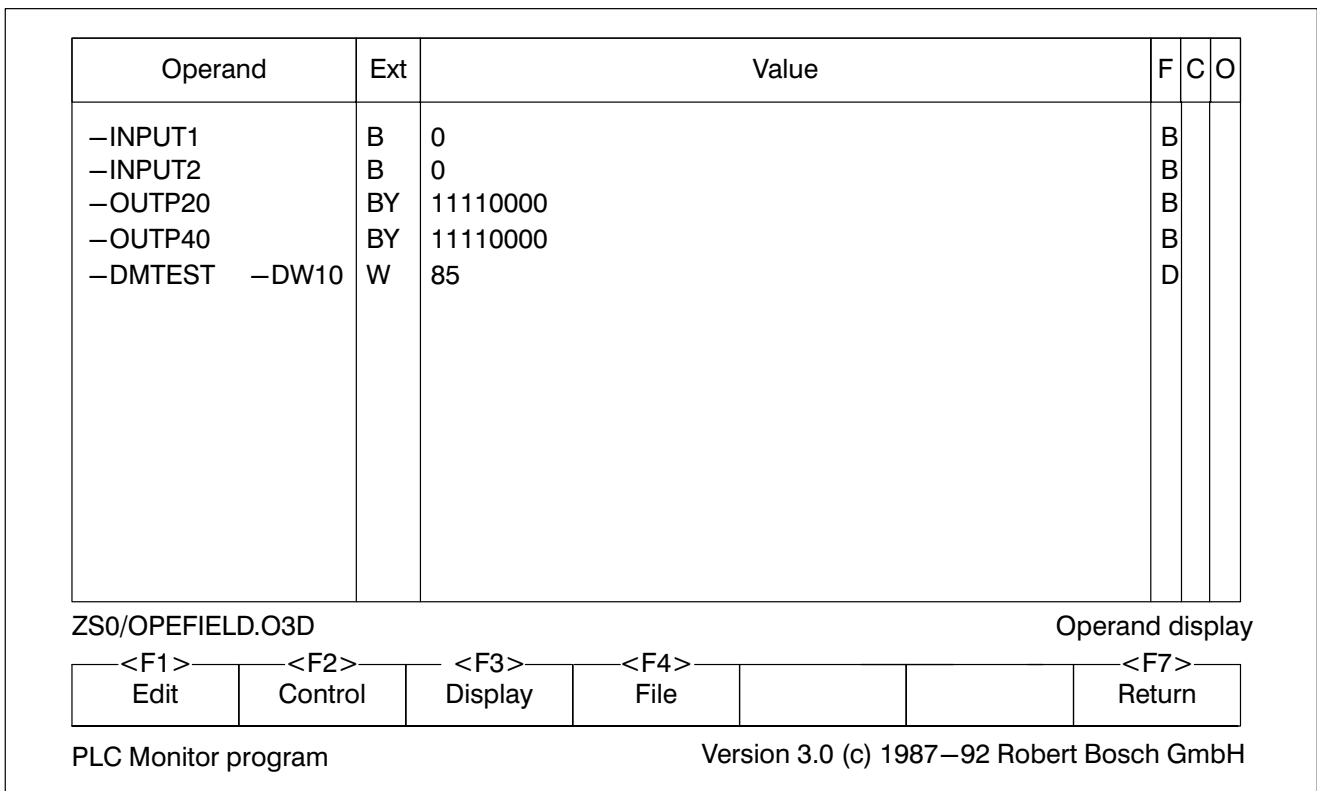 Operand Ext Value F C O
−INPUT1 B 0 B
−INPUT2 B 0 B
−OUTP20 BY 11110000 B
−OUTP40 BY 11110000 B
−DMTEST −DW10 W 85 D
ZS0/OPEFIELD.O3D Operand display
<F1> <F2> <F3> <F4> <F7>
Edit Control Display File Return
PLC Monitor program Version 3.0 (c) 1987−92 Robert Bosch GmbH